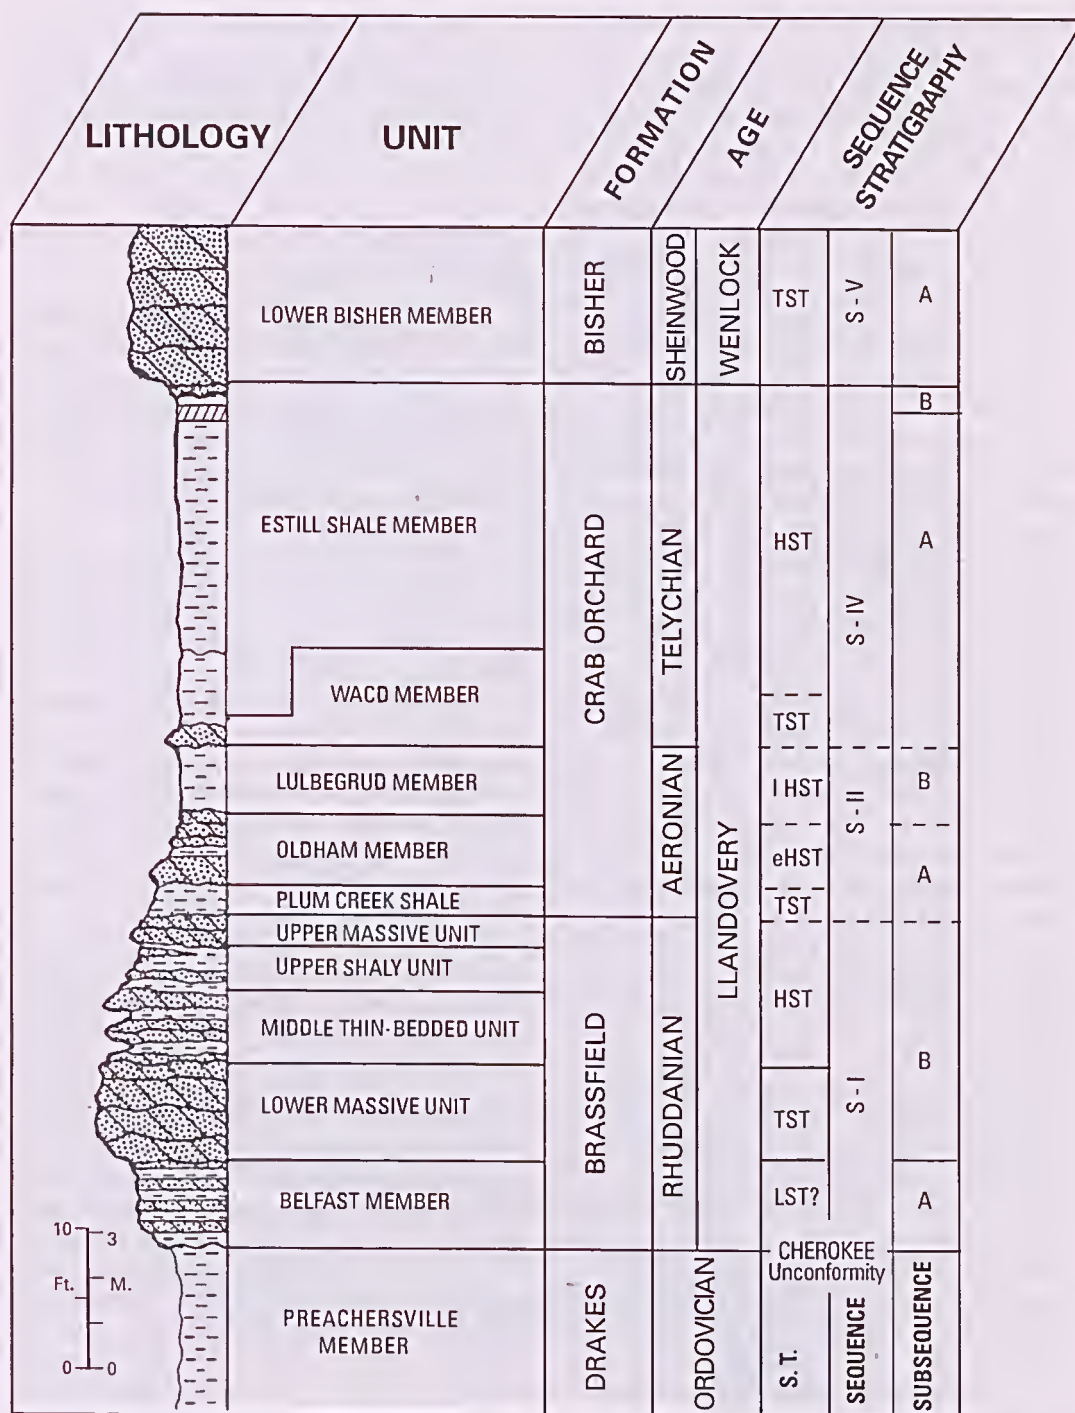 LITHOLOGY
UNIT
FORMATION
AGE
SEQUENCE
STRATIGRAPHY
LOWER BISHER MEMBER
BISHER
SHEINWOOD
WENLOCK
TST
S - V
A
B
ESTILL SHALE MEMBER
CRAB ORCHARD
TELYCHIAN
HST
S - IV
A
WACO MEMBER
TST
LULBEGRUD MEMBER
AERONIAN
LLANDOVERY
l HST
S - II
B
OLDHAM MEMBER
eHST
A
PLUM CREEK SHALE
TST
UPPER MASSIVE UNIT
UPPER SHALY UNIT
HST
MIDDLE THIN-BEDDED UNIT
BRASSFIELD
RHUDDANIAN
S - I
B
LOWER MASSIVE UNIT
TST
BELFAST MEMBER
LST?
A
10
3
Ft.
M.
0
0
CHEROKEE
Unconformity
PREACHERSVILLE
MEMBER
DRAKES
ORDOVICIAN
S.T.
SEQUENCE
SUBSEQUENCE